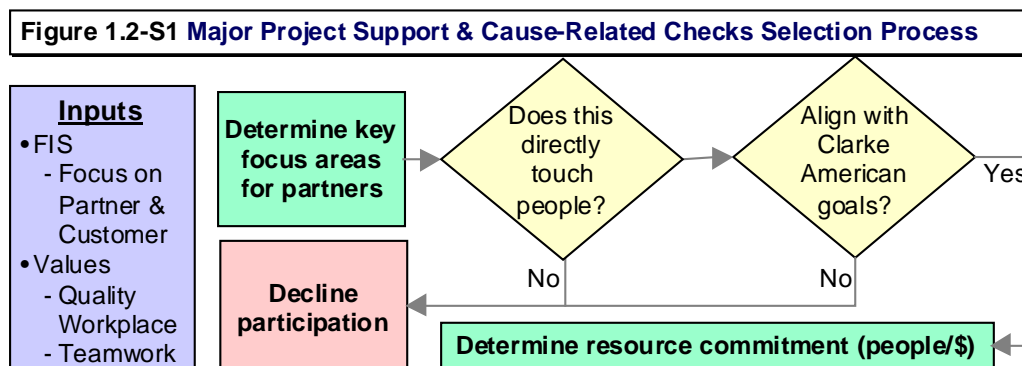 Figure 1.2-S1 Major Project Support & Cause-Related Checks Selection Process
Inputs
•FIS
- Focus on
Partner &
Customer
•Values
- Quality
Workplace
- Teamwork
Determine key
focus areas
for partners
Does this
directly
touch
people?
Align with
Clarke
American
goals?
Yes
No
No
Decline
participation
Determine resource commitment (people/$)